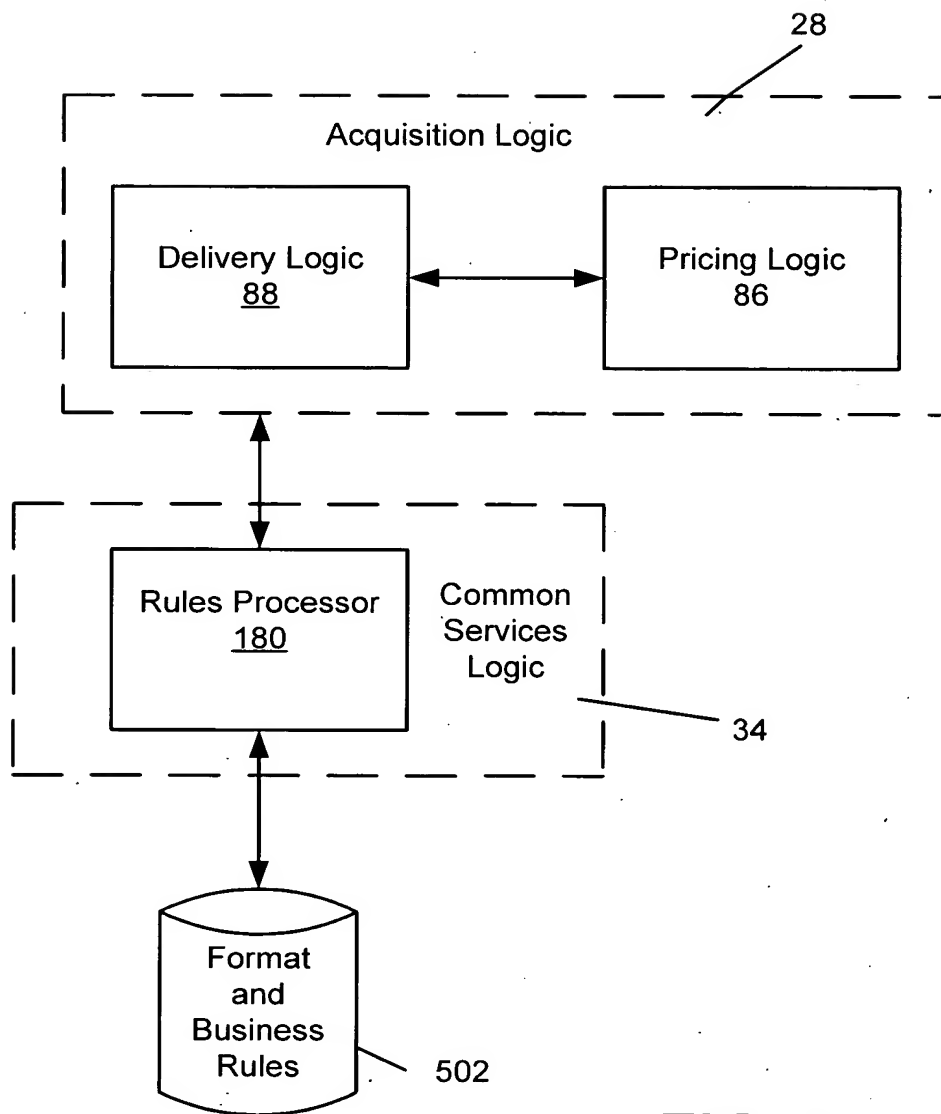 28
Acquisition Logic
Delivery Logic
88
Pricing Logic
86
Rules Processor
180
Common
Services
Logic
34
Format
and
Business
Rules
502